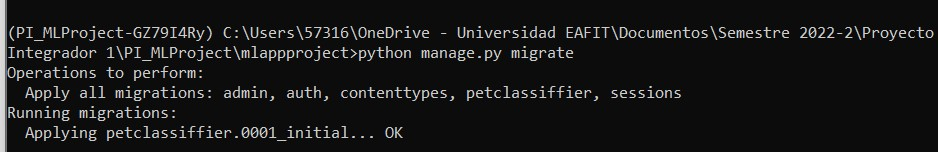 (PI_MLProject-GZ79I4Ry) C:\Users\57316\OneDrive - Universidad EAFIT\Documentos\Semestre 2022-2\Proyecto
Integrador 1\PI_MLProject\mlappproject>python manage.py migrate
Operations to perform:
  Apply all migrations: admin, auth, contenttypes, petclassiffier, sessions
Running migrations:
  Applying petclassiffier.0001_initial... OK